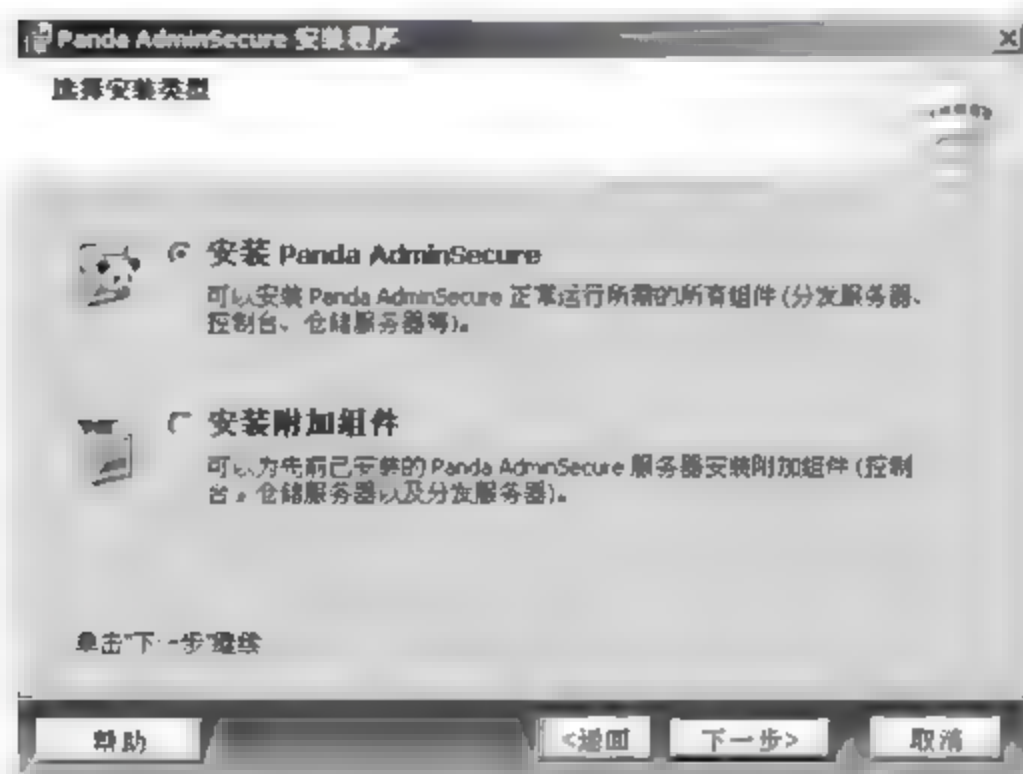 Panda AdminSecure 安装程序
选择安装类型
安装 Panda AdminSecure
可以安装 Panda AdminSecure 正常运行所需的所有组件(分发服务器、
控制台、仓储服务器等)。
安装附加组件
可以为先前已安装的 Panda AdminSecure 服务器安装附加组件(控制
台,仓储服务器以及分发服务器)。
单击"下一步"继续
帮助
<返回
下一步>
取消